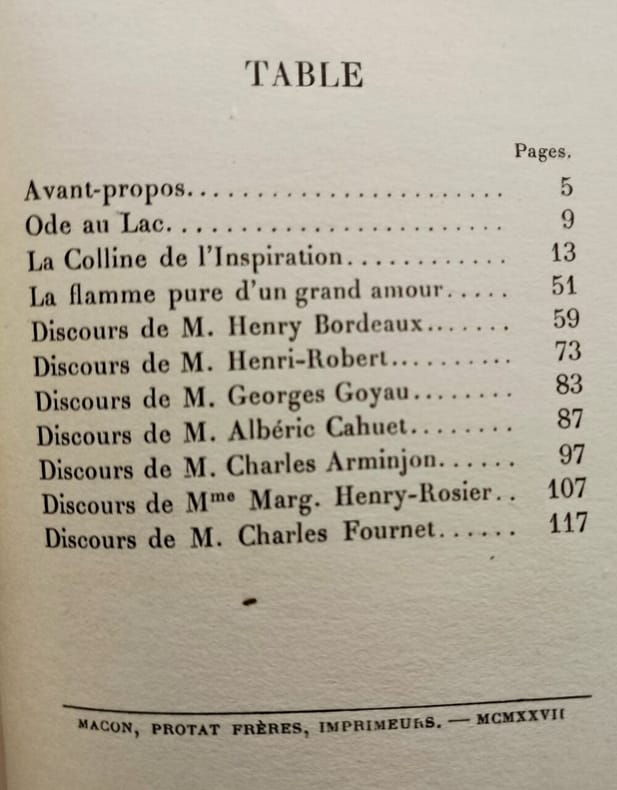 TABLE
Pages.
Avant-propos........................ 5
Ode au Lac.......................... 9
La Colline de l'Inspiration............ 13
La flamme pure d'un grand amour..... 51
Discours de M. Henry Bordeaux....... 59
Discours de M. Henri-Robert.......... 73
Discours de M. Georges Goyau........ 83
Discours de M. Albéric Cahuet........ 87
Discours de M. Charles Arminjon...... 97
Discours de Mme Marg. Henry-Rosier.. 107
Discours de M. Charles Fournet...... 117
MACON, PROTAT FRÈRES, IMPRIMEURS. — MCMXXVII